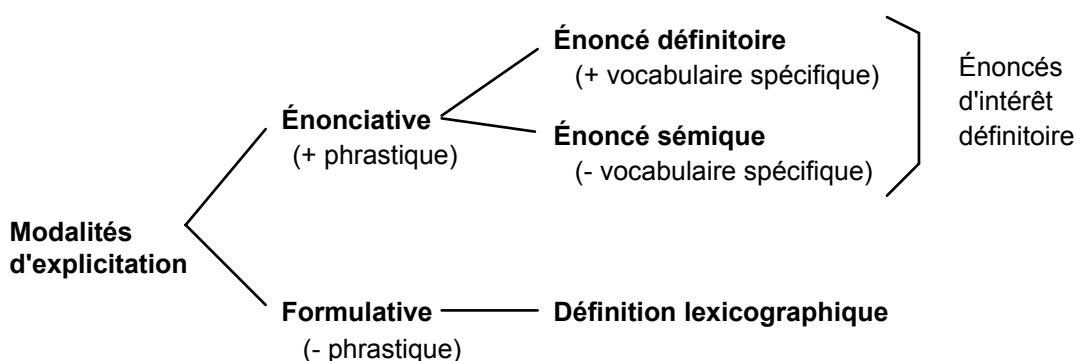 Énoncé définitoire
(+ vocabulaire spécifique)
Énoncés
d'intérêt
définitoire
Énonciative
(+ phrastique)
Énoncé sémique
(- vocabulaire spécifique)
Modalités
d'explicitation
Formulative
(- phrastique)
Définition lexicographique